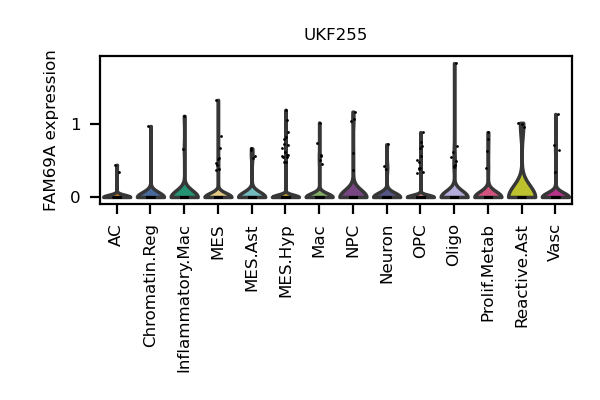 UKF255
FAM69A expression
1
0
AC
Chromatin.Reg
Inflammatory.Mac
MES
MES.Ast
MES.Hyp
Mac
NPC
Neuron
OPC
Oligo
Prolif.Metab
Reactive.Ast
Vasc